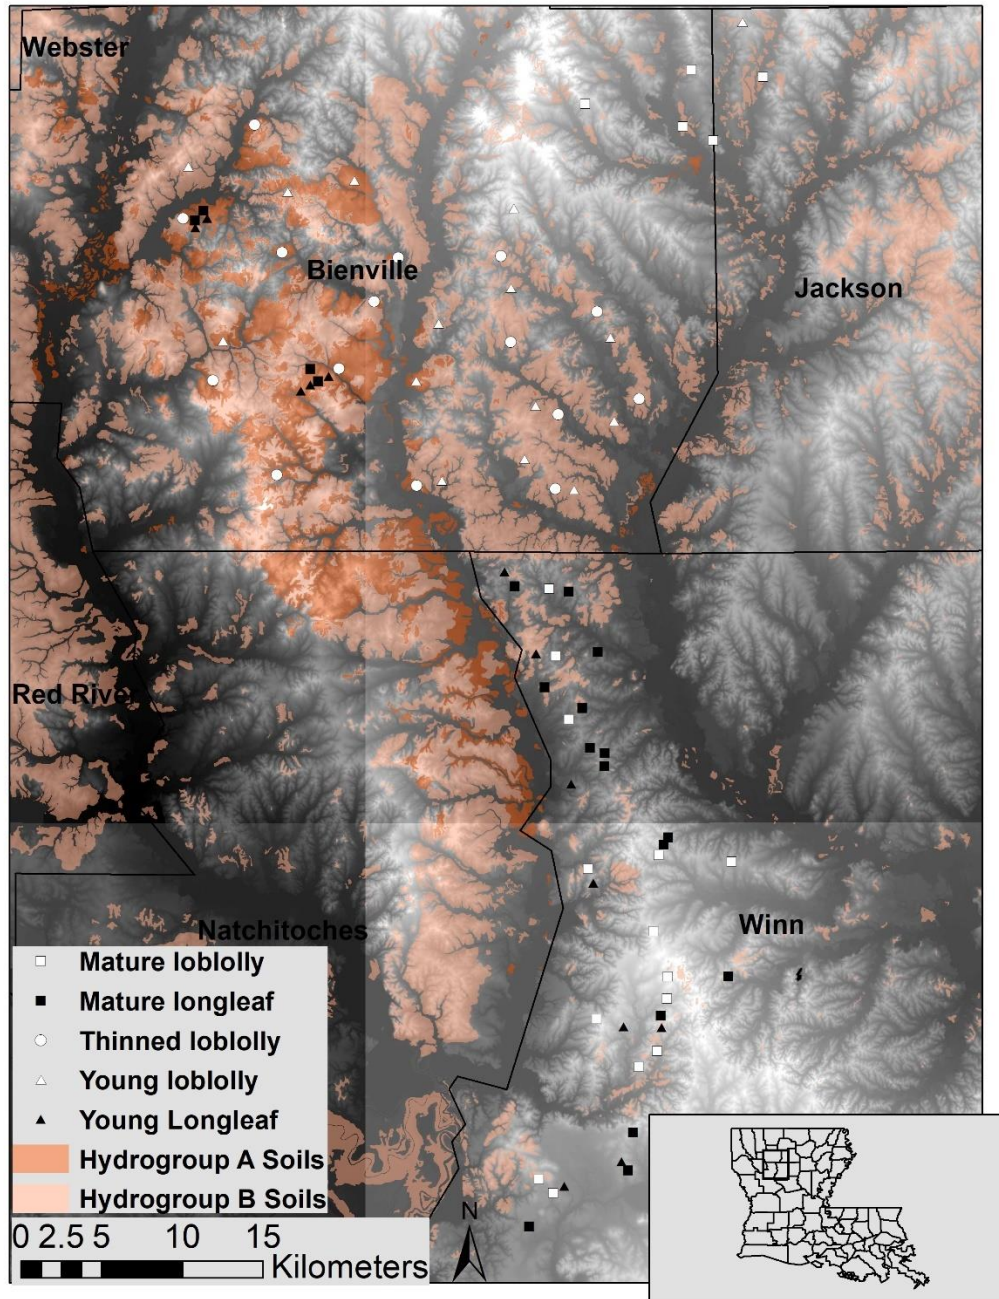 Webster
Bienville
Jackson
Red River
Natchitoches
Winn
Mature loblolly
Mature longleaf
Thinned loblolly
Young loblolly
Young Longleaf
Hydrogroup A Soils
Hydrogroup B Soils
0 2.5 5 10 15
Kilometers
N